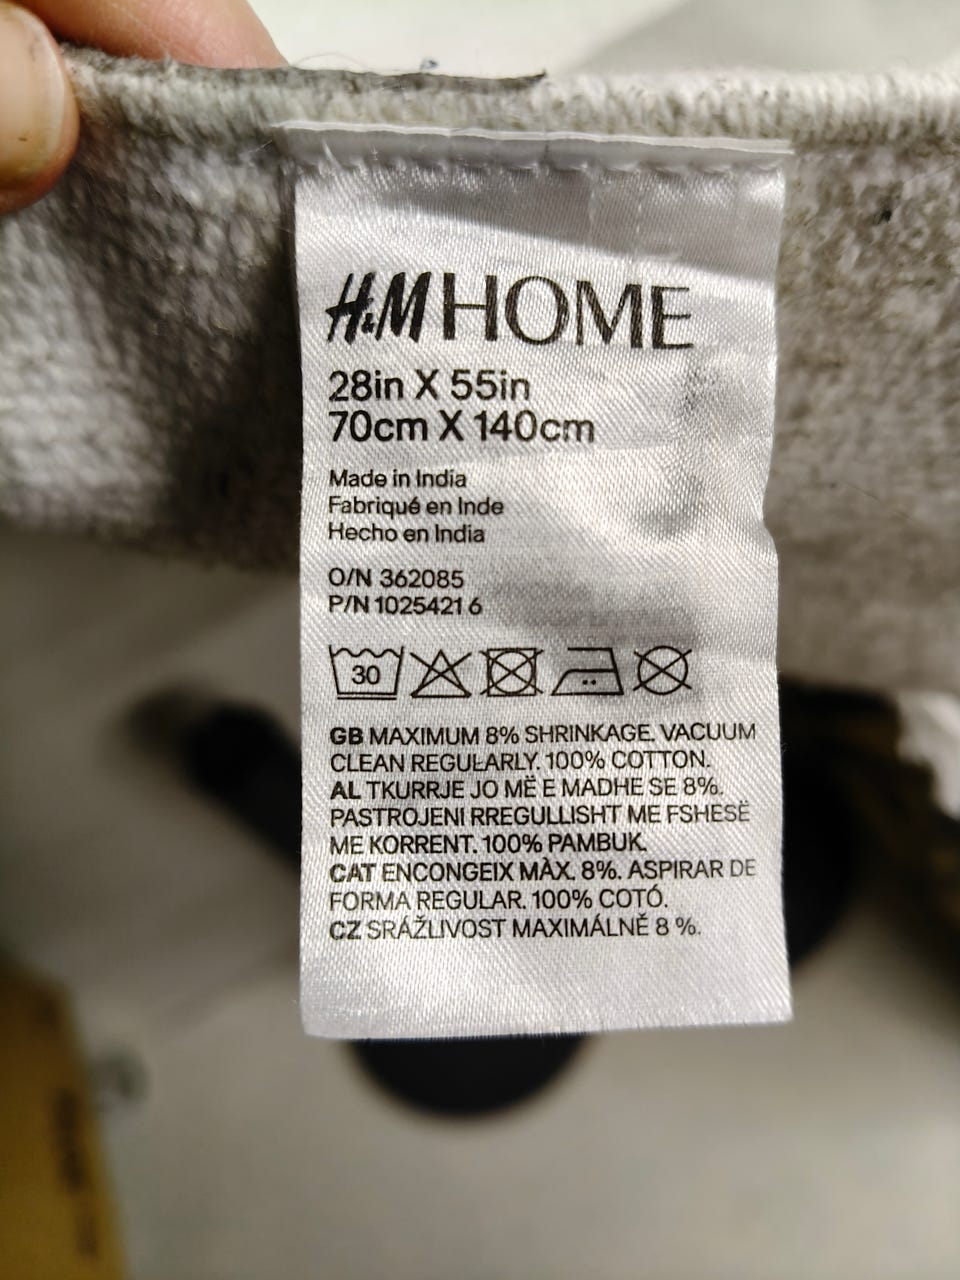 H&M HOME
28in X 55in
70cm X 140cm
Made in India
Fabriqué en Inde
Hecho en India
O/N 362085
P/N 1025421 6
30
GB MAXIMUM 8% SHRINKAGE. VACUUM
CLEAN REGULARLY. 100% COTTON.
AL TKURRJE JO MË E MADHE SE 8%.
PASTROJENI RREGULLISHT ME FSHESË
ME KORRENT. 100% PAMBUK.
CAT ENCONGEIX MÀX. 8%. ASPIRAR DE
FORMA REGULAR. 100% COTÓ.
CZ SRÁŽLIVOST MAXIMÁLNĚ 8 %.